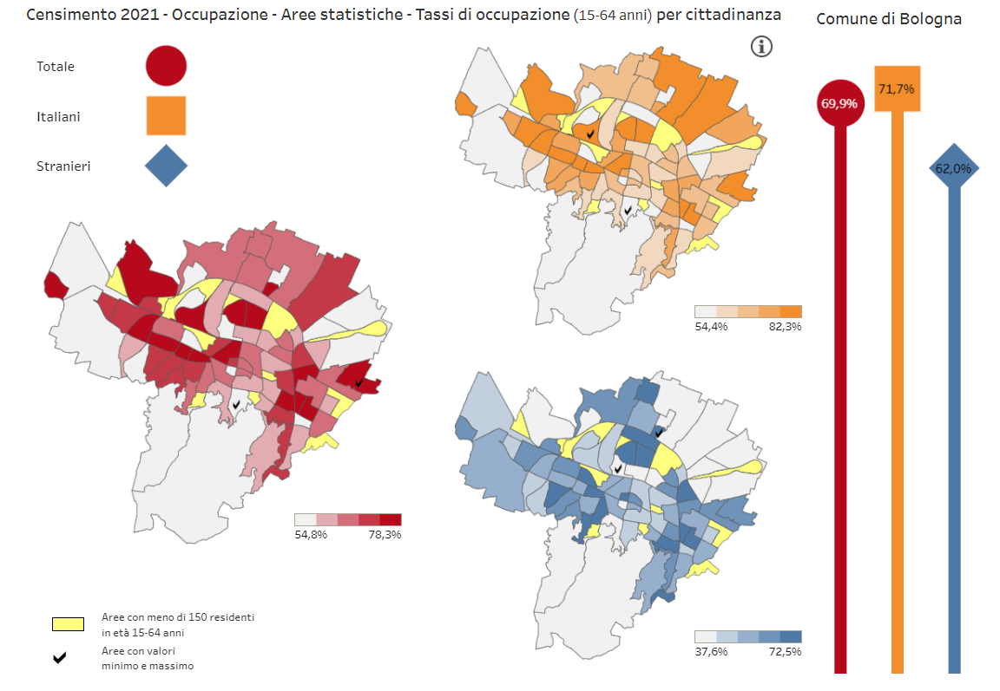 Censimento 2021 - Occupazione - Aree statistiche - Tassi di occupazione (15-64 anni) per cittadinanza
Comune di Bologna
Totale
Italiani
Stranieri
69,9%
71,7%
62,0%
54,4% 82,3%
54,8% 78,3%
37,6% 72,5%
Aree con meno di 150 residenti
in età 15-64 anni
Aree con valori
minimo e massimo